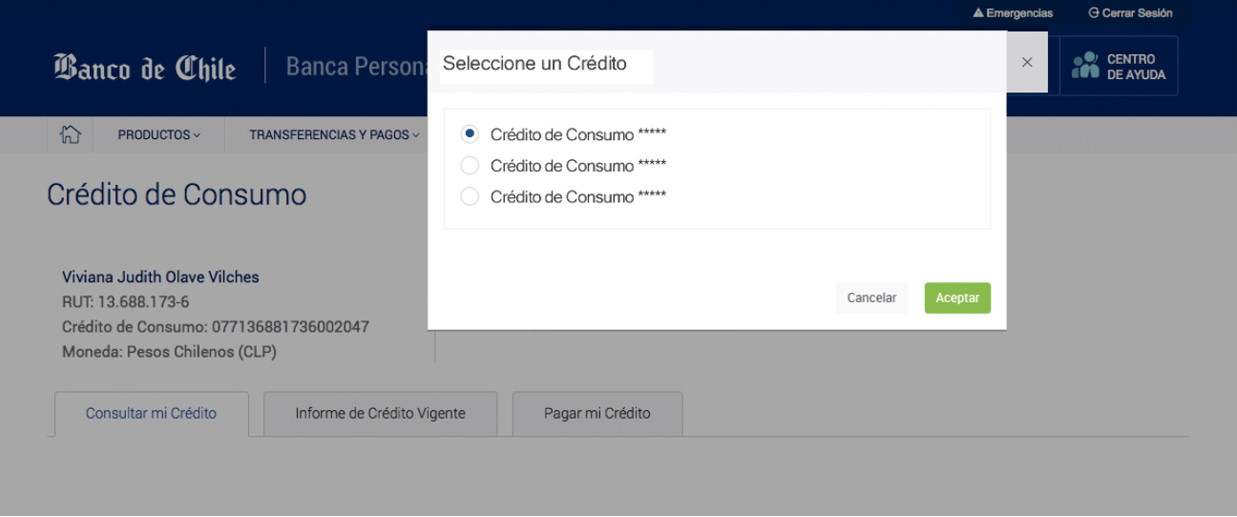 Emergencias
Cerrar Sesión
Banco de Chile
Banca Person
Seleccione un Crédito
×
CENTRO
DE AYUDA
PRODUCTOS
TRANSFERENCIAS Y PAGOS
Crédito de Consumo *****
Crédito de Consumo *****
Crédito de Consumo *****
Crédito de Consumo
Viviana Judith Olave Vilches
RUT: 13.688.173-6
Crédito de Consumo: 077136881736002047
Moneda: Pesos Chilenos (CLP)
Cancelar
Aceptar
Consultar mi Crédito
Informe de Crédito Vigente
Pagar mi Crédito